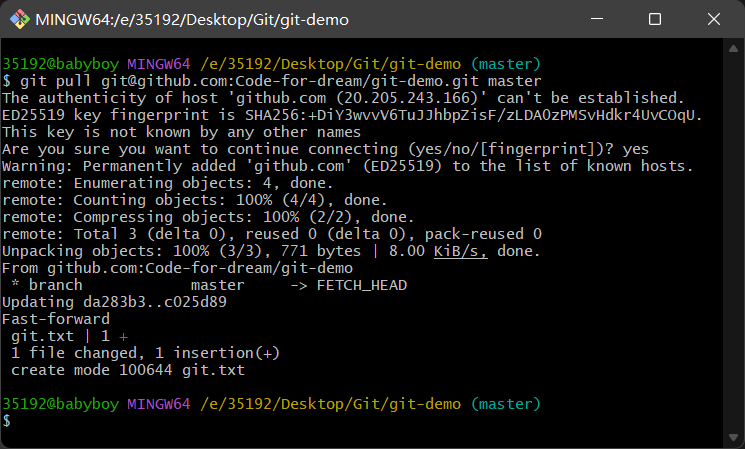 MINGW64:/e/35192/Desktop/Git/git-demo
35192@babyboy MINGW64 /e/35192/Desktop/Git/git-demo (master)
$ git pull git@github.com:Code-for-dream/git-demo.git master
The authenticity of host 'github.com (20.205.243.166)' can't be established.
ED25519 key fingerprint is SHA256:+DiY3wvvV6TuJJhbpZisF/zLDA0zPMSvHdkr4UvCOqU.
This key is not known by any other names
Are you sure you want to continue connecting (yes/no/[fingerprint])? yes
Warning: Permanently added 'github.com' (ED25519) to the list of known hosts.
remote: Enumerating objects: 4, done.
remote: Counting objects: 100% (4/4), done.
remote: Compressing objects: 100% (2/2), done.
remote: Total 3 (delta 0), reused 0 (delta 0), pack-reused 0
Unpacking objects: 100% (3/3), 771 bytes | 8.00 KiB/s, done.
From github.com:Code-for-dream/git-demo
 * branch            master     -> FETCH_HEAD
Updating da283b3..c025d89
Fast-forward
 git.txt | 1 +
 1 file changed, 1 insertion(+)
 create mode 100644 git.txt
35192@babyboy MINGW64 /e/35192/Desktop/Git/git-demo (master)
$